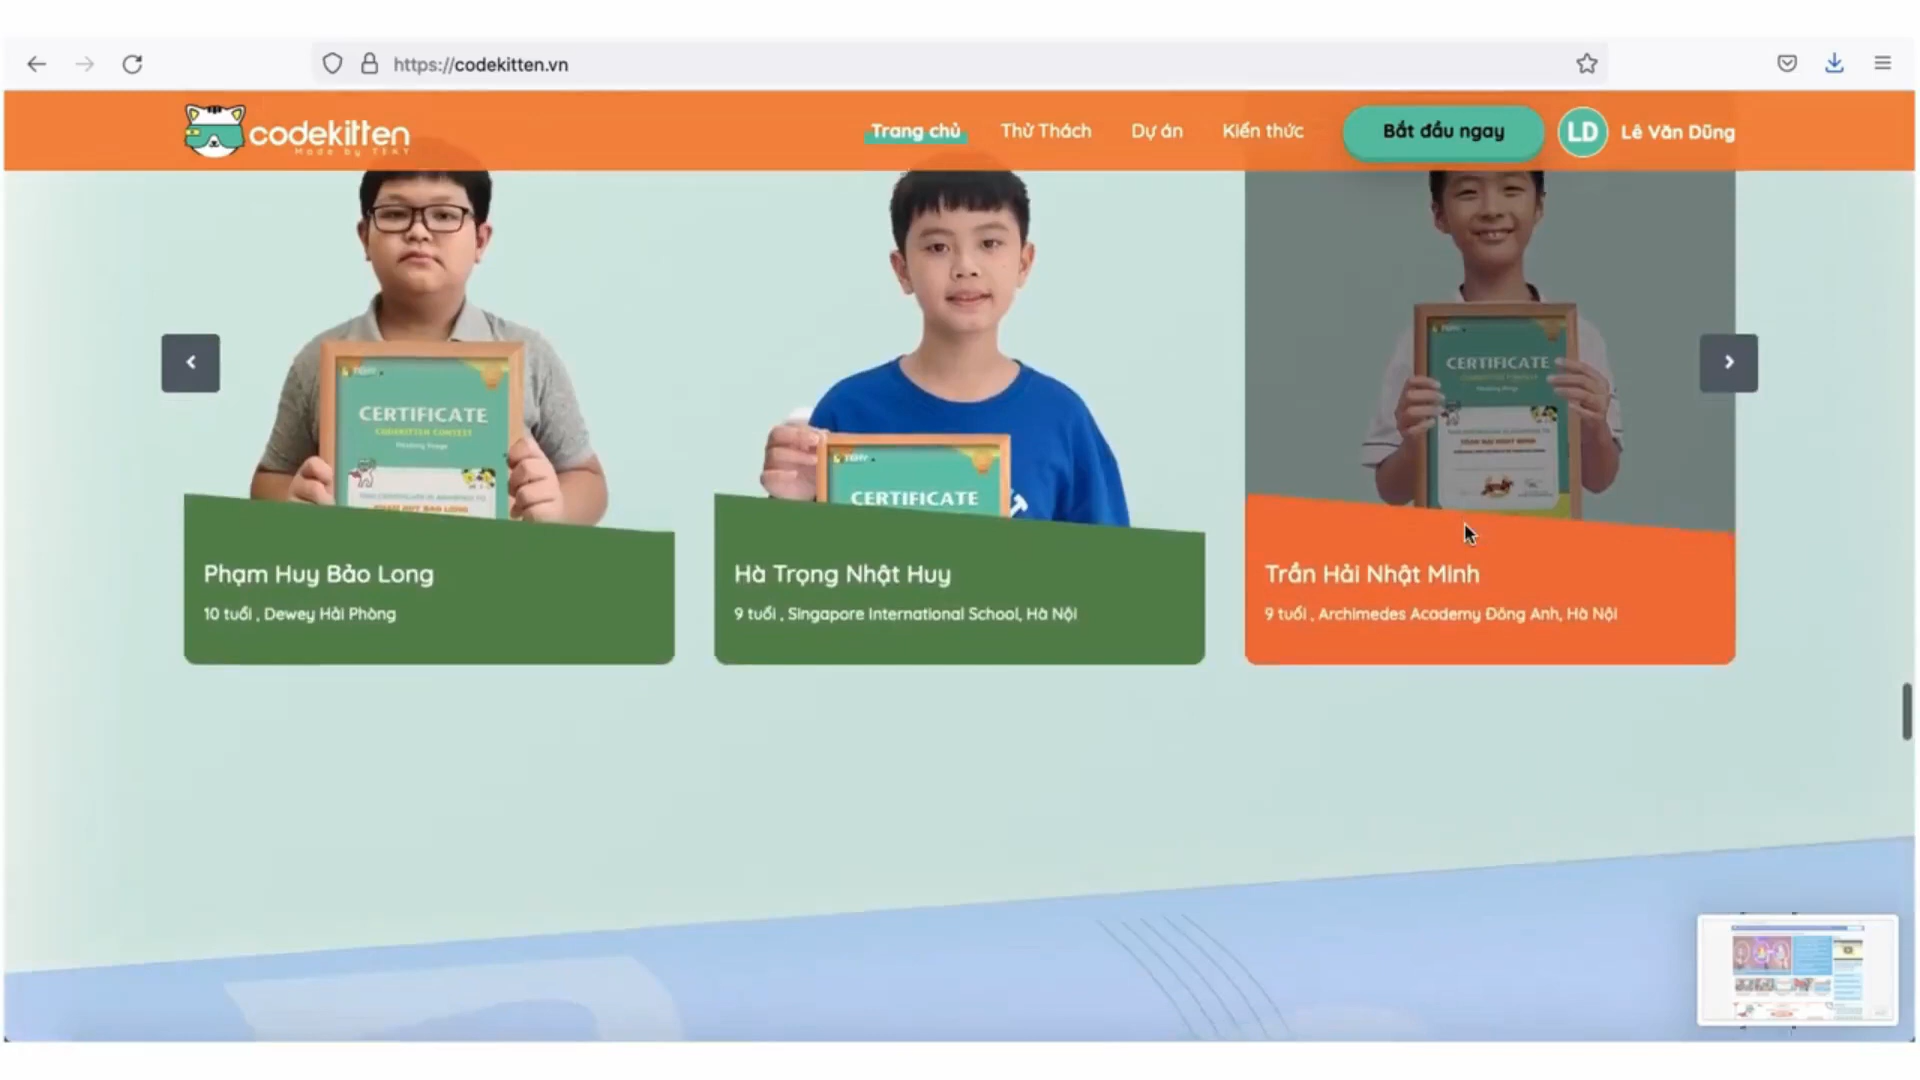 https://codekitten.vn
codekitten
Made by TEKY
Trang chủ
Thử Thách
Dự án
Kiến thức
Bắt đầu ngay
LD
Lê Văn Dũng
CERTIFICATE
CODEKITTEN CONTEST
CERTIFICATE
CERTIFICATE
Phạm Huy Bảo Long
10 tuổi , Dewey Hải Phòng
Hà Trọng Nhật Huy
9 tuổi , Singapore International School, Hà Nội
Trần Hải Nhật Minh
9 tuổi , Archimedes Academy Đông Anh, Hà Nội